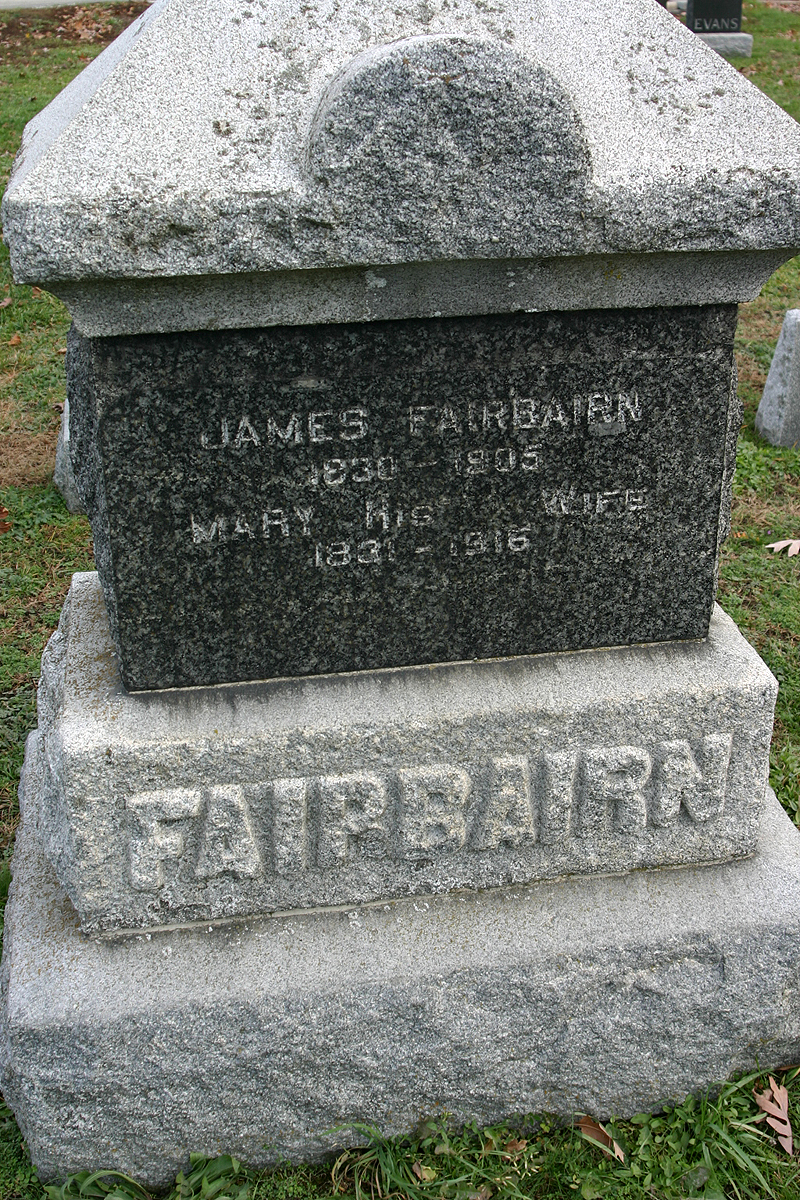 EVANS
JAMES FAIRBAIRN
1830 - 1905
MARY HIS WIFE
1831 - 1916
FAIRBAIRN